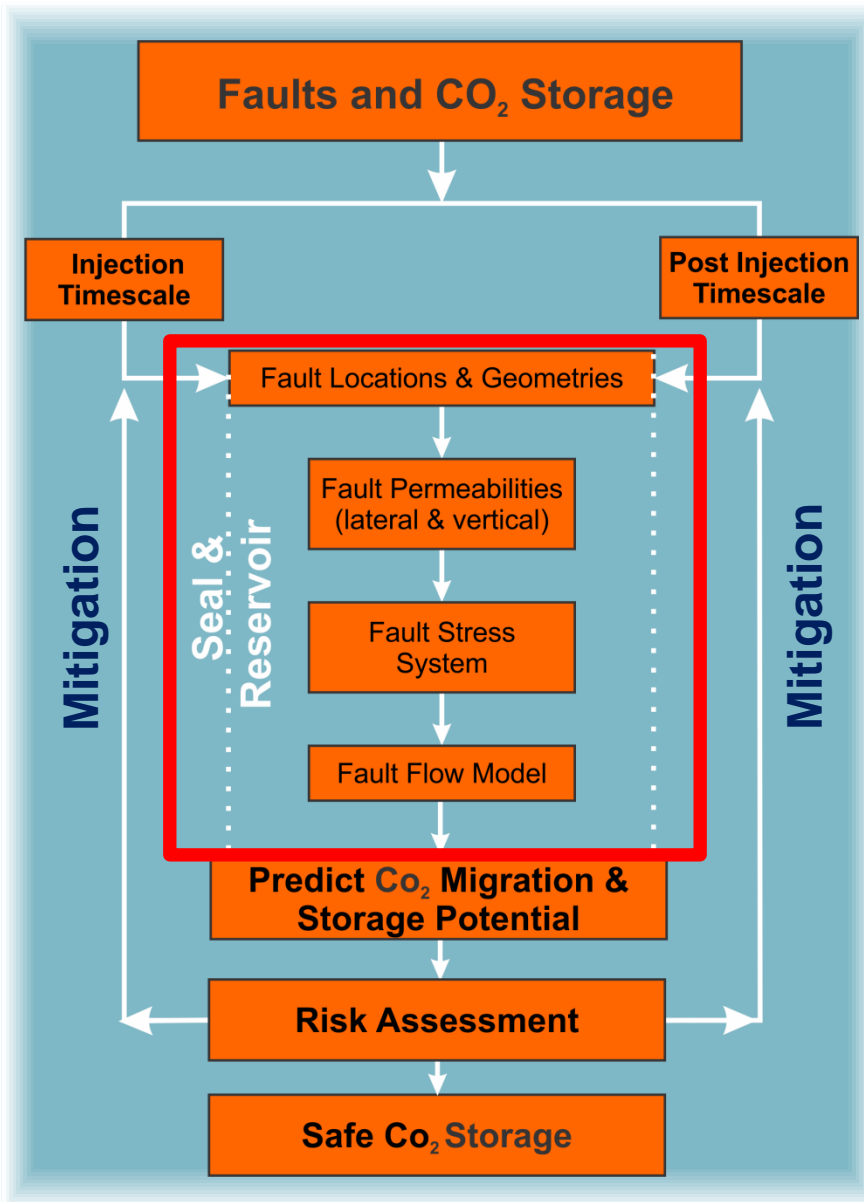 Faults and CO₂ Storage
Injection
Timescale
Post Injection
Timescale
Fault Locations & Geometries
Fault Permeabilities
(lateral & vertical)
Seal &
Reservoir
Mitigation
Mitigation
Fault Stress
System
Fault Flow Model
Predict Co₂ Migration &
Storage Potential
Risk Assessment
Safe Co₂ Storage